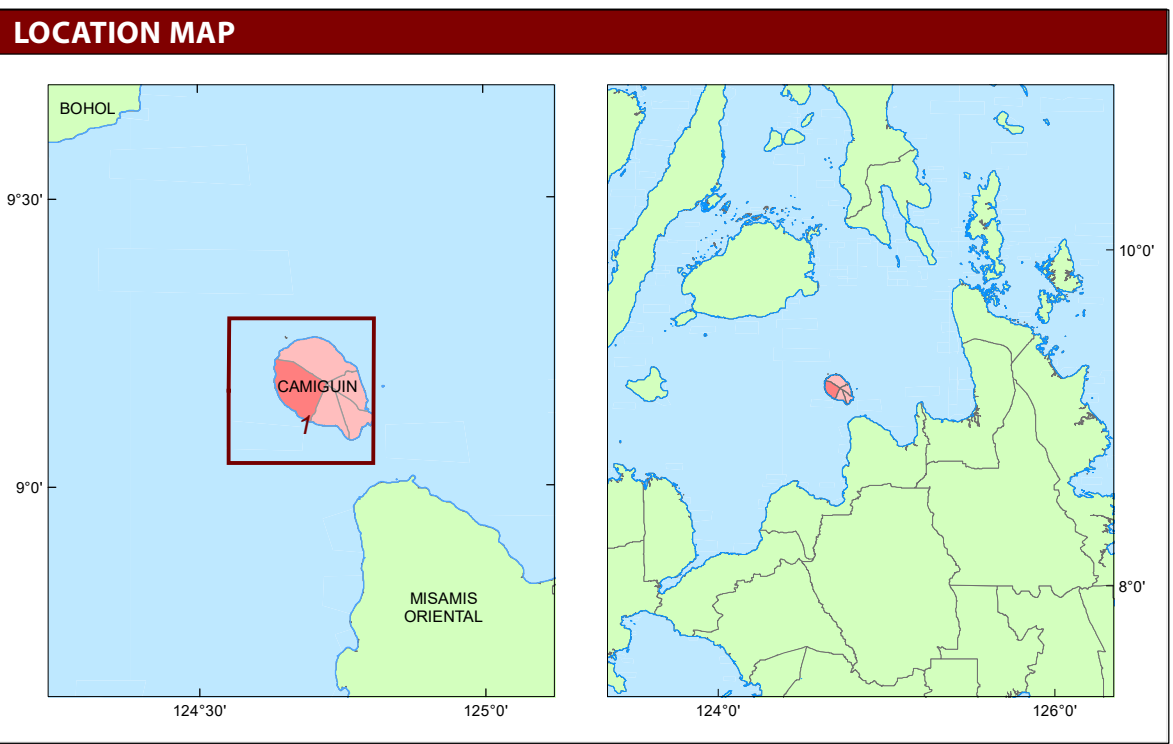 LOCATION MAP
BOHOL
9°30'
CAMIGUIN
1
9°0'
MISAMIS
ORIENTAL
124°30'
125°0'
10°0'
8°0'
124°0'
126°0'